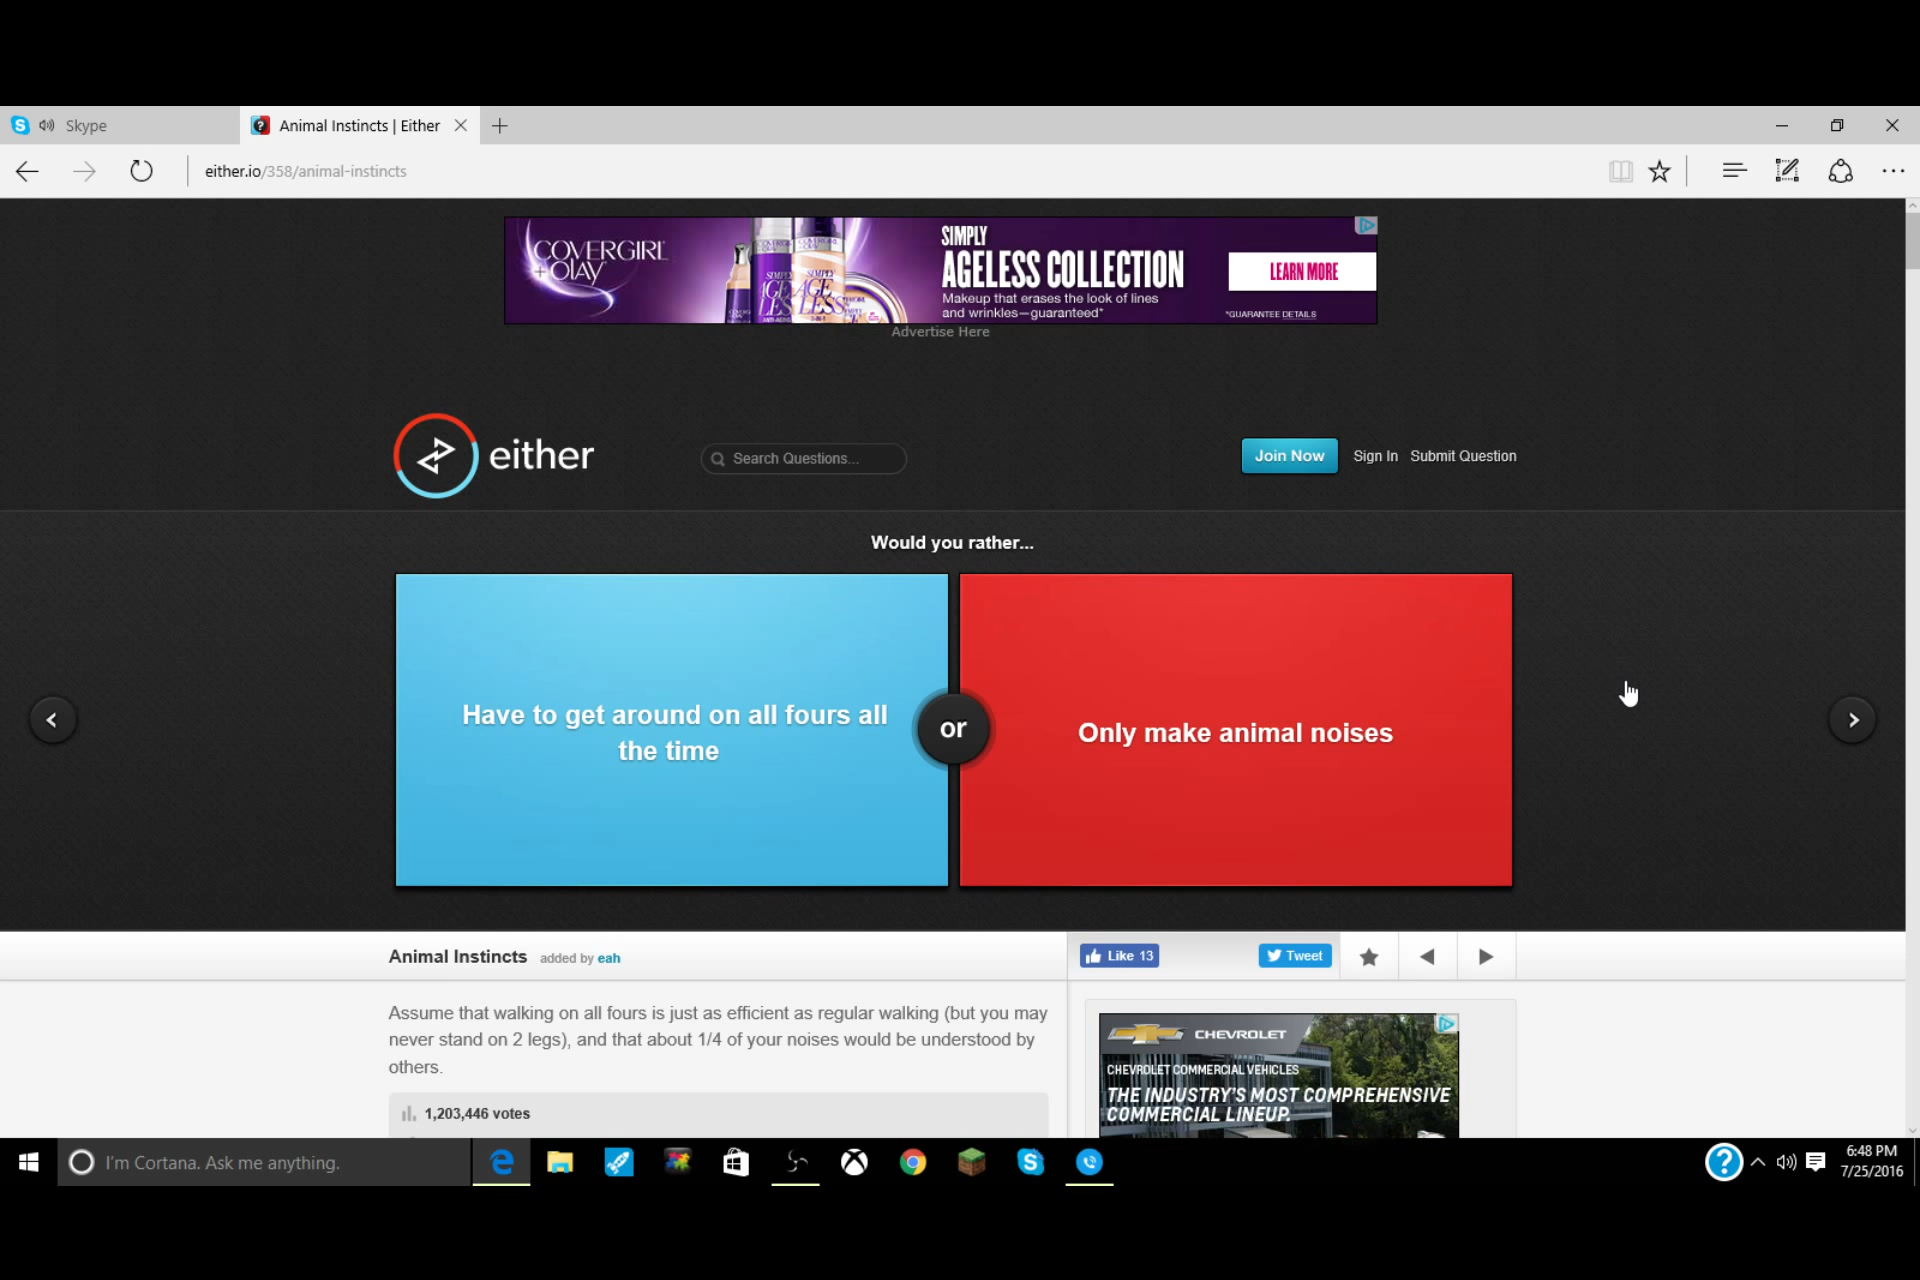 Skype
Animal Instincts | Either
either.io/358/animal-instincts
COVERGIRL
+ OLAY
SIMPLY
AGELESS COLLECTION
Makeup that erases the look of lines
and wrinkles—guaranteed*
LEARN MORE
*GUARANTEE DETAILS
Advertise Here
either
Search Questions...
Join Now
Sign In
Submit Question
Would you rather...
Have to get around on all fours all
the time
or
Only make animal noises
Animal Instincts
added by eah
Like 13
Tweet
Assume that walking on all fours is just as efficient as regular walking (but you may
never stand on 2 legs), and that about 1/4 of your noises would be understood by
others.
1,203,446 votes
CHEVROLET
CHEVROLET COMMERCIAL VEHICLES
THE INDUSTRY'S MOST COMPREHENSIVE
COMMERCIAL LINEUP.
I'm Cortana. Ask me anything.
6:48 PM
7/25/2016